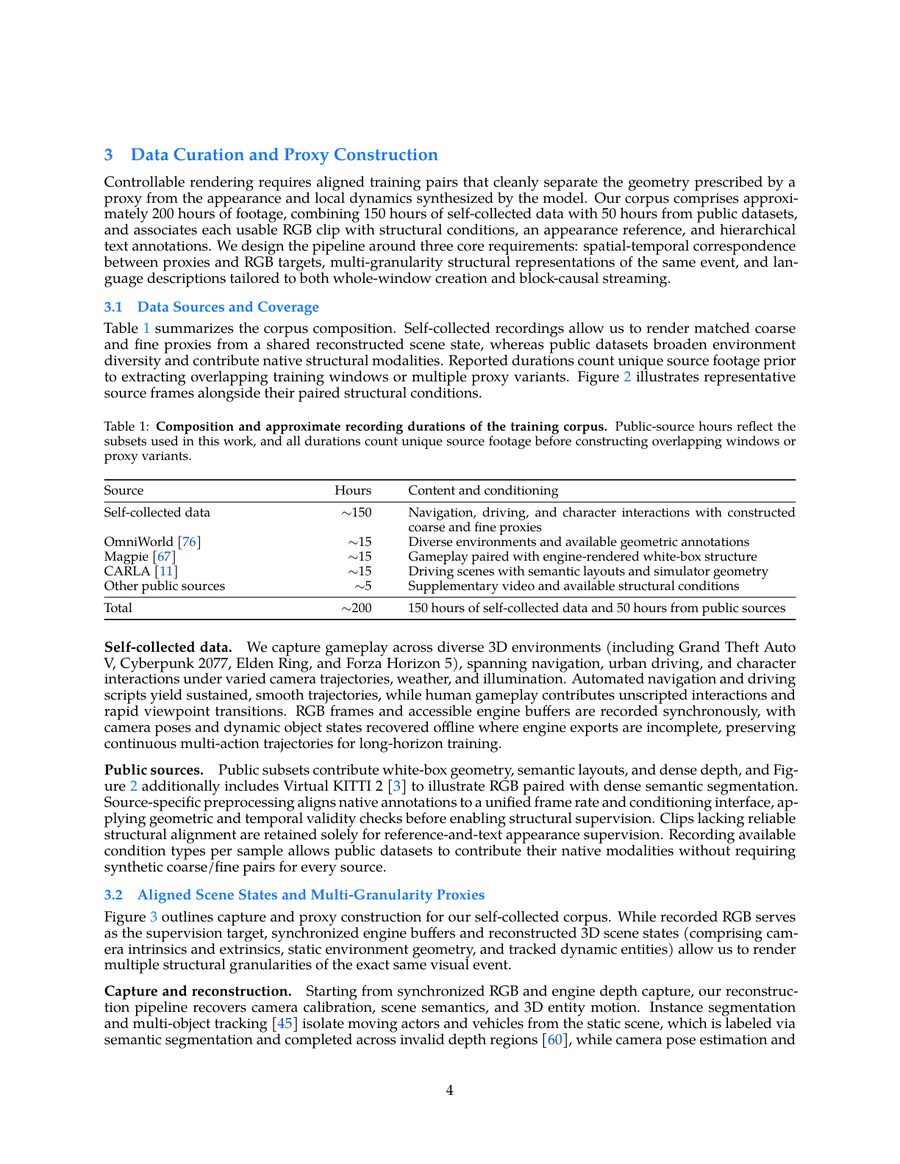 3 Data Curation and Proxy Construction
Controllable rendering requires aligned training pairs that cleanly separate the geometry prescribed by a
proxy from the appearance and local dynamics synthesized by the model. Our corpus comprises approxi-
mately 200 hours of footage, combining 150 hours of self-collected data with 50 hours from public datasets,
and associates each usable RGB clip with structural conditions, an appearance reference, and hierarchical
text annotations. We design the pipeline around three core requirements: spatial-temporal correspondence
between proxies and RGB targets, multi-granularity structural representations of the same event, and lan-
guage descriptions tailored to both whole-window creation and block-causal streaming.
3.1 Data Sources and Coverage
Table 1 summarizes the corpus composition. Self-collected recordings allow us to render matched coarse
and fine proxies from a shared reconstructed scene state, whereas public datasets broaden environment
diversity and contribute native structural modalities. Reported durations count unique source footage prior
to extracting overlapping training windows or multiple proxy variants. Figure 2 illustrates representative
source frames alongside their paired structural conditions.
Table 1: Composition and approximate recording durations of the training corpus. Public-source hours reflect the
subsets used in this work, and all durations count unique source footage before constructing overlapping windows or
proxy variants.
Source Hours Content and conditioning
Self-collected data ∼150 Navigation, driving, and character interactions with constructed
coarse and fine proxies
OmniWorld [76] ∼15 Diverse environments and available geometric annotations
Magpie [67] ∼15 Gameplay paired with engine-rendered white-box structure
CARLA [11] ∼15 Driving scenes with semantic layouts and simulator geometry
Other public sources ∼5 Supplementary video and available structural conditions
Total ∼200 150 hours of self-collected data and 50 hours from public sources
Self-collected data. We capture gameplay across diverse 3D environments (including Grand Theft Auto
V, Cyberpunk 2077, Elden Ring, and Forza Horizon 5), spanning navigation, urban driving, and character
interactions under varied camera trajectories, weather, and illumination. Automated navigation and driving
scripts yield sustained, smooth trajectories, while human gameplay contributes unscripted interactions and
rapid viewpoint transitions. RGB frames and accessible engine buffers are recorded synchronously, with
camera poses and dynamic object states recovered offline where engine exports are incomplete, preserving
continuous multi-action trajectories for long-horizon training.
Public sources. Public subsets contribute white-box geometry, semantic layouts, and dense depth, and Fig-
ure 2 additionally includes Virtual KITTI 2 [3] to illustrate RGB paired with dense semantic segmentation.
Source-specific preprocessing aligns native annotations to a unified frame rate and conditioning interface, ap-
plying geometric and temporal validity checks before enabling structural supervision. Clips lacking reliable
structural alignment are retained solely for reference-and-text appearance supervision. Recording available
condition types per sample allows public datasets to contribute their native modalities without requiring
synthetic coarse/fine pairs for every source.
3.2 Aligned Scene States and Multi-Granularity Proxies
Figure 3 outlines capture and proxy construction for our self-collected corpus. While recorded RGB serves
as the supervision target, synchronized engine buffers and reconstructed 3D scene states (comprising cam-
era intrinsics and extrinsics, static environment geometry, and tracked dynamic entities) allow us to render
multiple structural granularities of the exact same visual event.
Capture and reconstruction. Starting from synchronized RGB and engine depth capture, our reconstruc-
tion pipeline recovers camera calibration, scene semantics, and 3D entity motion. Instance segmentation
and multi-object tracking [45] isolate moving actors and vehicles from the static scene, which is labeled via
semantic segmentation and completed across invalid depth regions [60], while camera pose estimation and
4